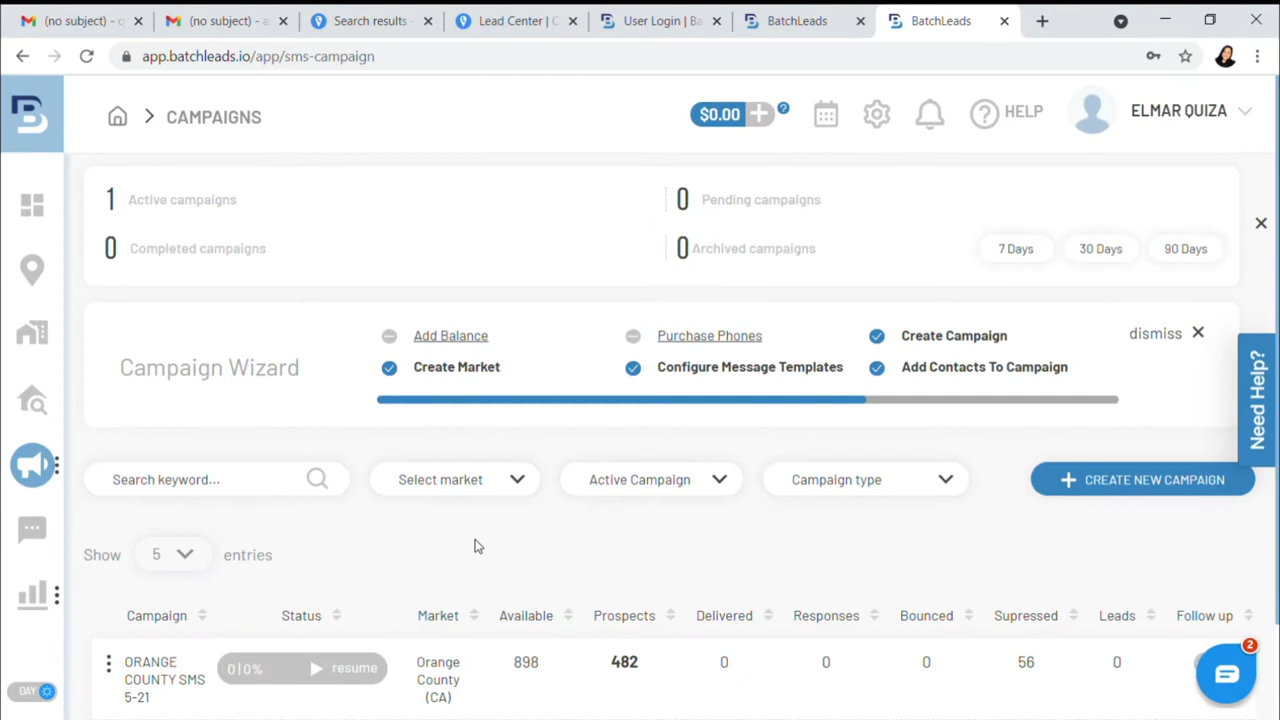 (no subject) - q
(no subject) - a
Search results -
Lead Center | C
User Login | Ba
BatchLeads
BatchLeads
app.batchleads.io/app/sms-campaign
B
CAMPAIGNS
$0.00
HELP
ELMAR QUIZA
1 Active campaigns
0 Pending campaigns
0 Completed campaigns
0 Archived campaigns
7 Days
30 Days
90 Days
Campaign Wizard
Add Balance
Purchase Phones
Create Campaign
dismiss
Create Market
Configure Message Templates
Add Contacts To Campaign
Need Help?
Search keyword...
Select market
Active Campaign
Campaign type
CREATE NEW CAMPAIGN
Show 5 entries
Campaign Status Market Available Prospects Delivered Responses Bounced Supressed Leads Follow up
ORANGE
COUNTY SMS
5-21
0|0% resume
Orange
County
(CA)
898 482 0 0 0 56 0
DAY
2